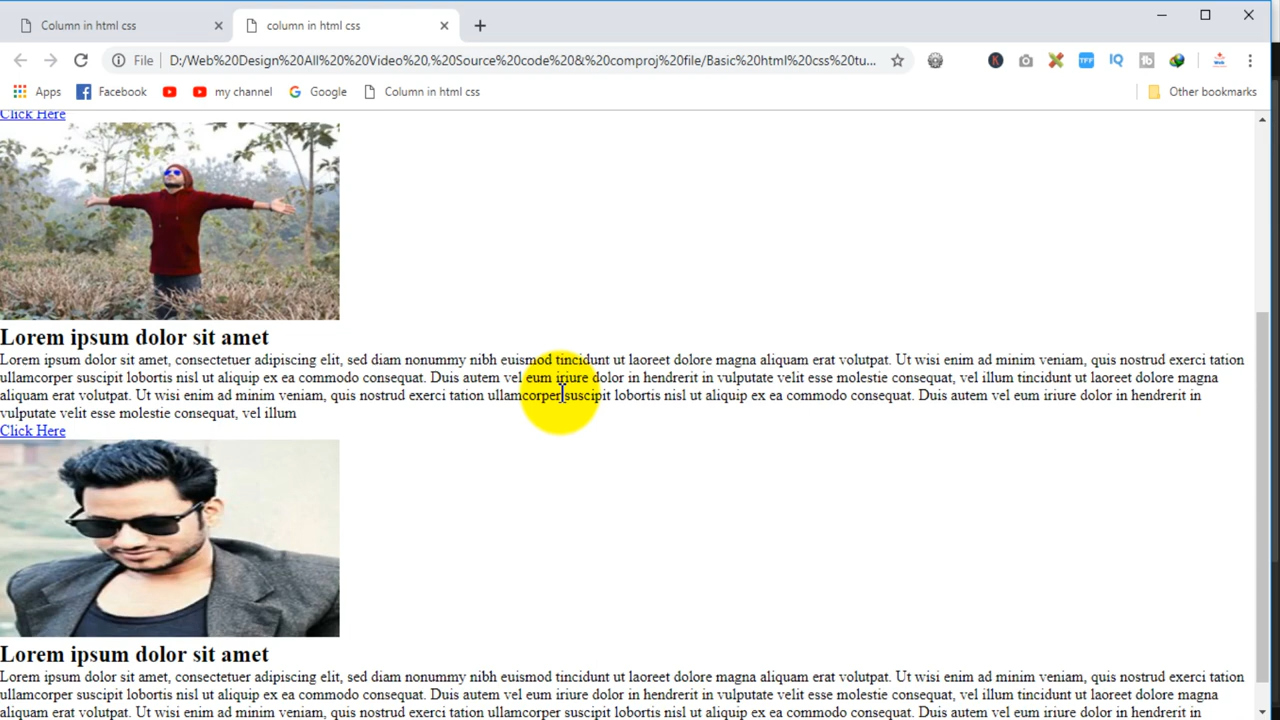 Column in html css
column in html css
File
D:/Web%20Design%20All%20%20Video%20,%20Source%20code%20&%20comproj%20file/Basic%20html%20css%20tu...
TFF
IQ
Apps
Facebook
my channel
Google
Column in html css
Other bookmarks
Click Here
Lorem ipsum dolor sit amet
Lorem ipsum dolor sit amet, consectetuer adipiscing elit, sed diam nonummy nibh euismod tincidunt ut laoreet dolore magna aliquam erat volutpat. Ut wisi enim ad minim veniam, quis nostrud exerci tation
ullamcorper suscipit lobortis nisl ut aliquip ex ea commodo consequat. Duis autem vel eum iriure dolor in hendrerit in vulputate velit esse molestie consequat, vel illum tincidunt ut laoreet dolore magna
aliquam erat volutpat. Ut wisi enim ad minim veniam, quis nostrud exerci tation ullamcorper suscipit lobortis nisl ut aliquip ex ea commodo consequat. Duis autem vel eum iriure dolor in hendrerit in
vulputate velit esse molestie consequat, vel illum
Click Here
Lorem ipsum dolor sit amet
Lorem ipsum dolor sit amet, consectetuer adipiscing elit, sed diam nonummy nibh euismod tincidunt ut laoreet dolore magna aliquam erat volutpat. Ut wisi enim ad minim veniam, quis nostrud exerci tation
ullamcorper suscipit lobortis nisl ut aliquip ex ea commodo consequat. Duis autem vel eum iriure dolor in hendrerit in vulputate velit esse molestie consequat, vel illum tincidunt ut laoreet dolore magna
aliquam erat volutpat. Ut wisi enim ad minim veniam, quis nostrud exerci tation ullamcorper suscipit lobortis nisl ut aliquip ex ea commodo consequat. Duis autem vel eum iriure dolor in hendrerit in